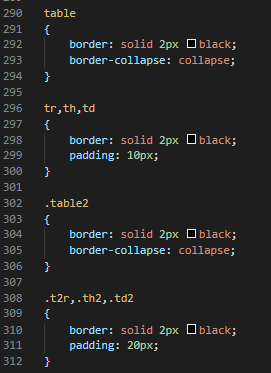 290 table
291 {
292 border: solid 2px black;
293 border-collapse: collapse;
294 }
295
296 tr,th,td
297 {
298 border: solid 2px black;
299 padding: 10px;
300 }
301
302 .table2
303 {
304 border: solid 2px black;
305 border-collapse: collapse;
306 }
307
308 .t2r,.th2,.td2
309 {
310 border: solid 2px black;
311 padding: 20px;
312 }